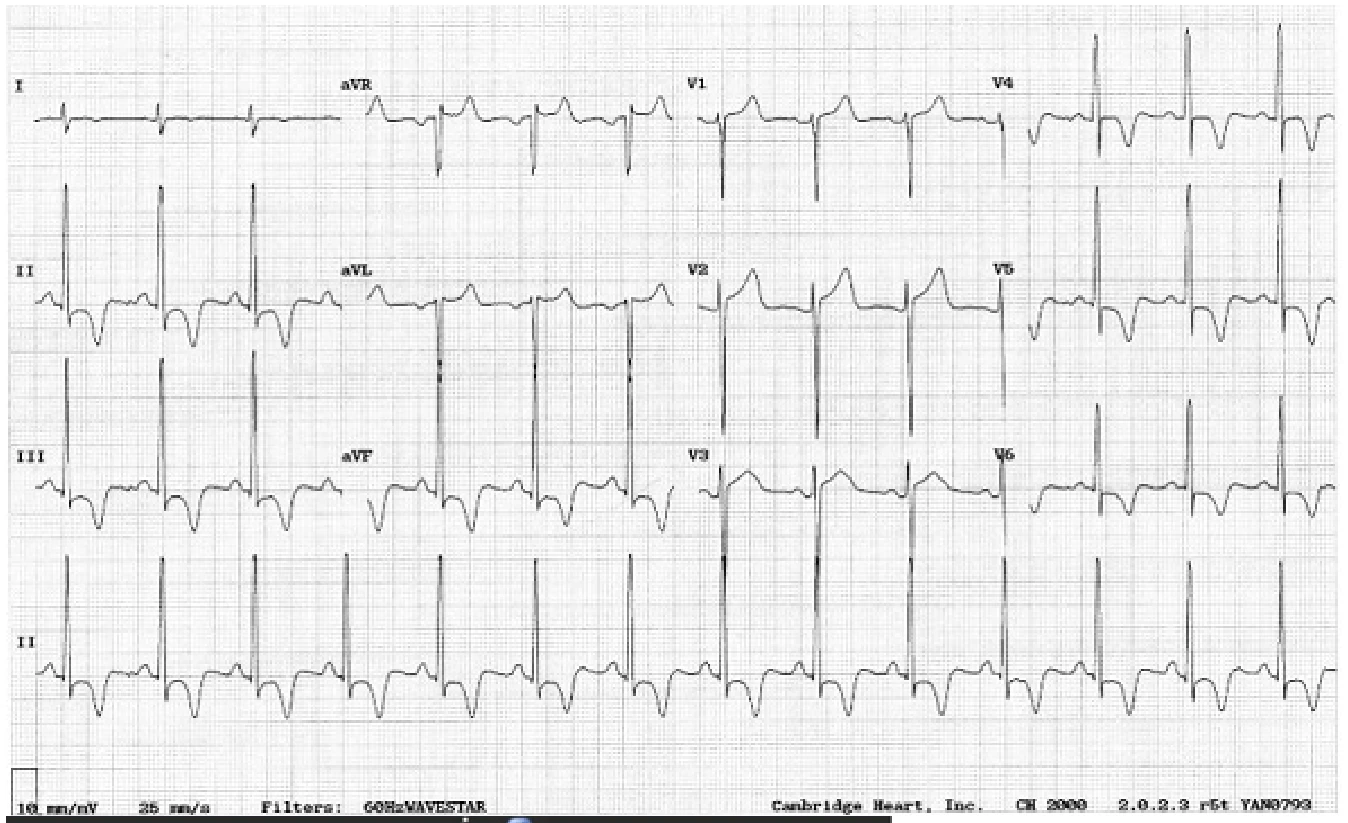 I aVR V1 V4
II aVL V2 V5
III aVF V3 V6
II
10 mm/mV 25 mm/s Filters: 60HzWAVESTAR Cambridge Heart, Inc. CH 2000 2.0.2.3 r5t